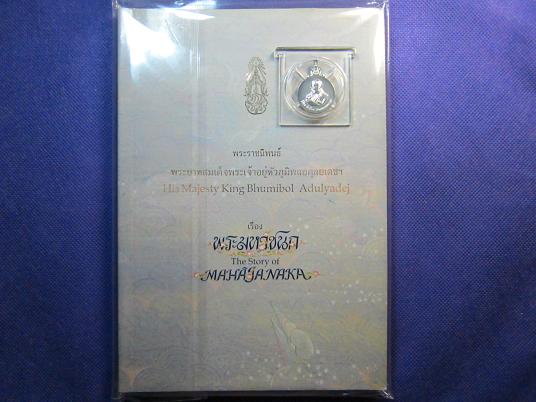 พระราชนิพนธ์
พระบาทสมเด็จพระเจ้าอยู่หัวภูมิพลอดุลยเดชฯ
His Majesty King Bhumibol Adulyadej
เรื่อง
พระมหาชนก
The Story of
MAHAJANAKA